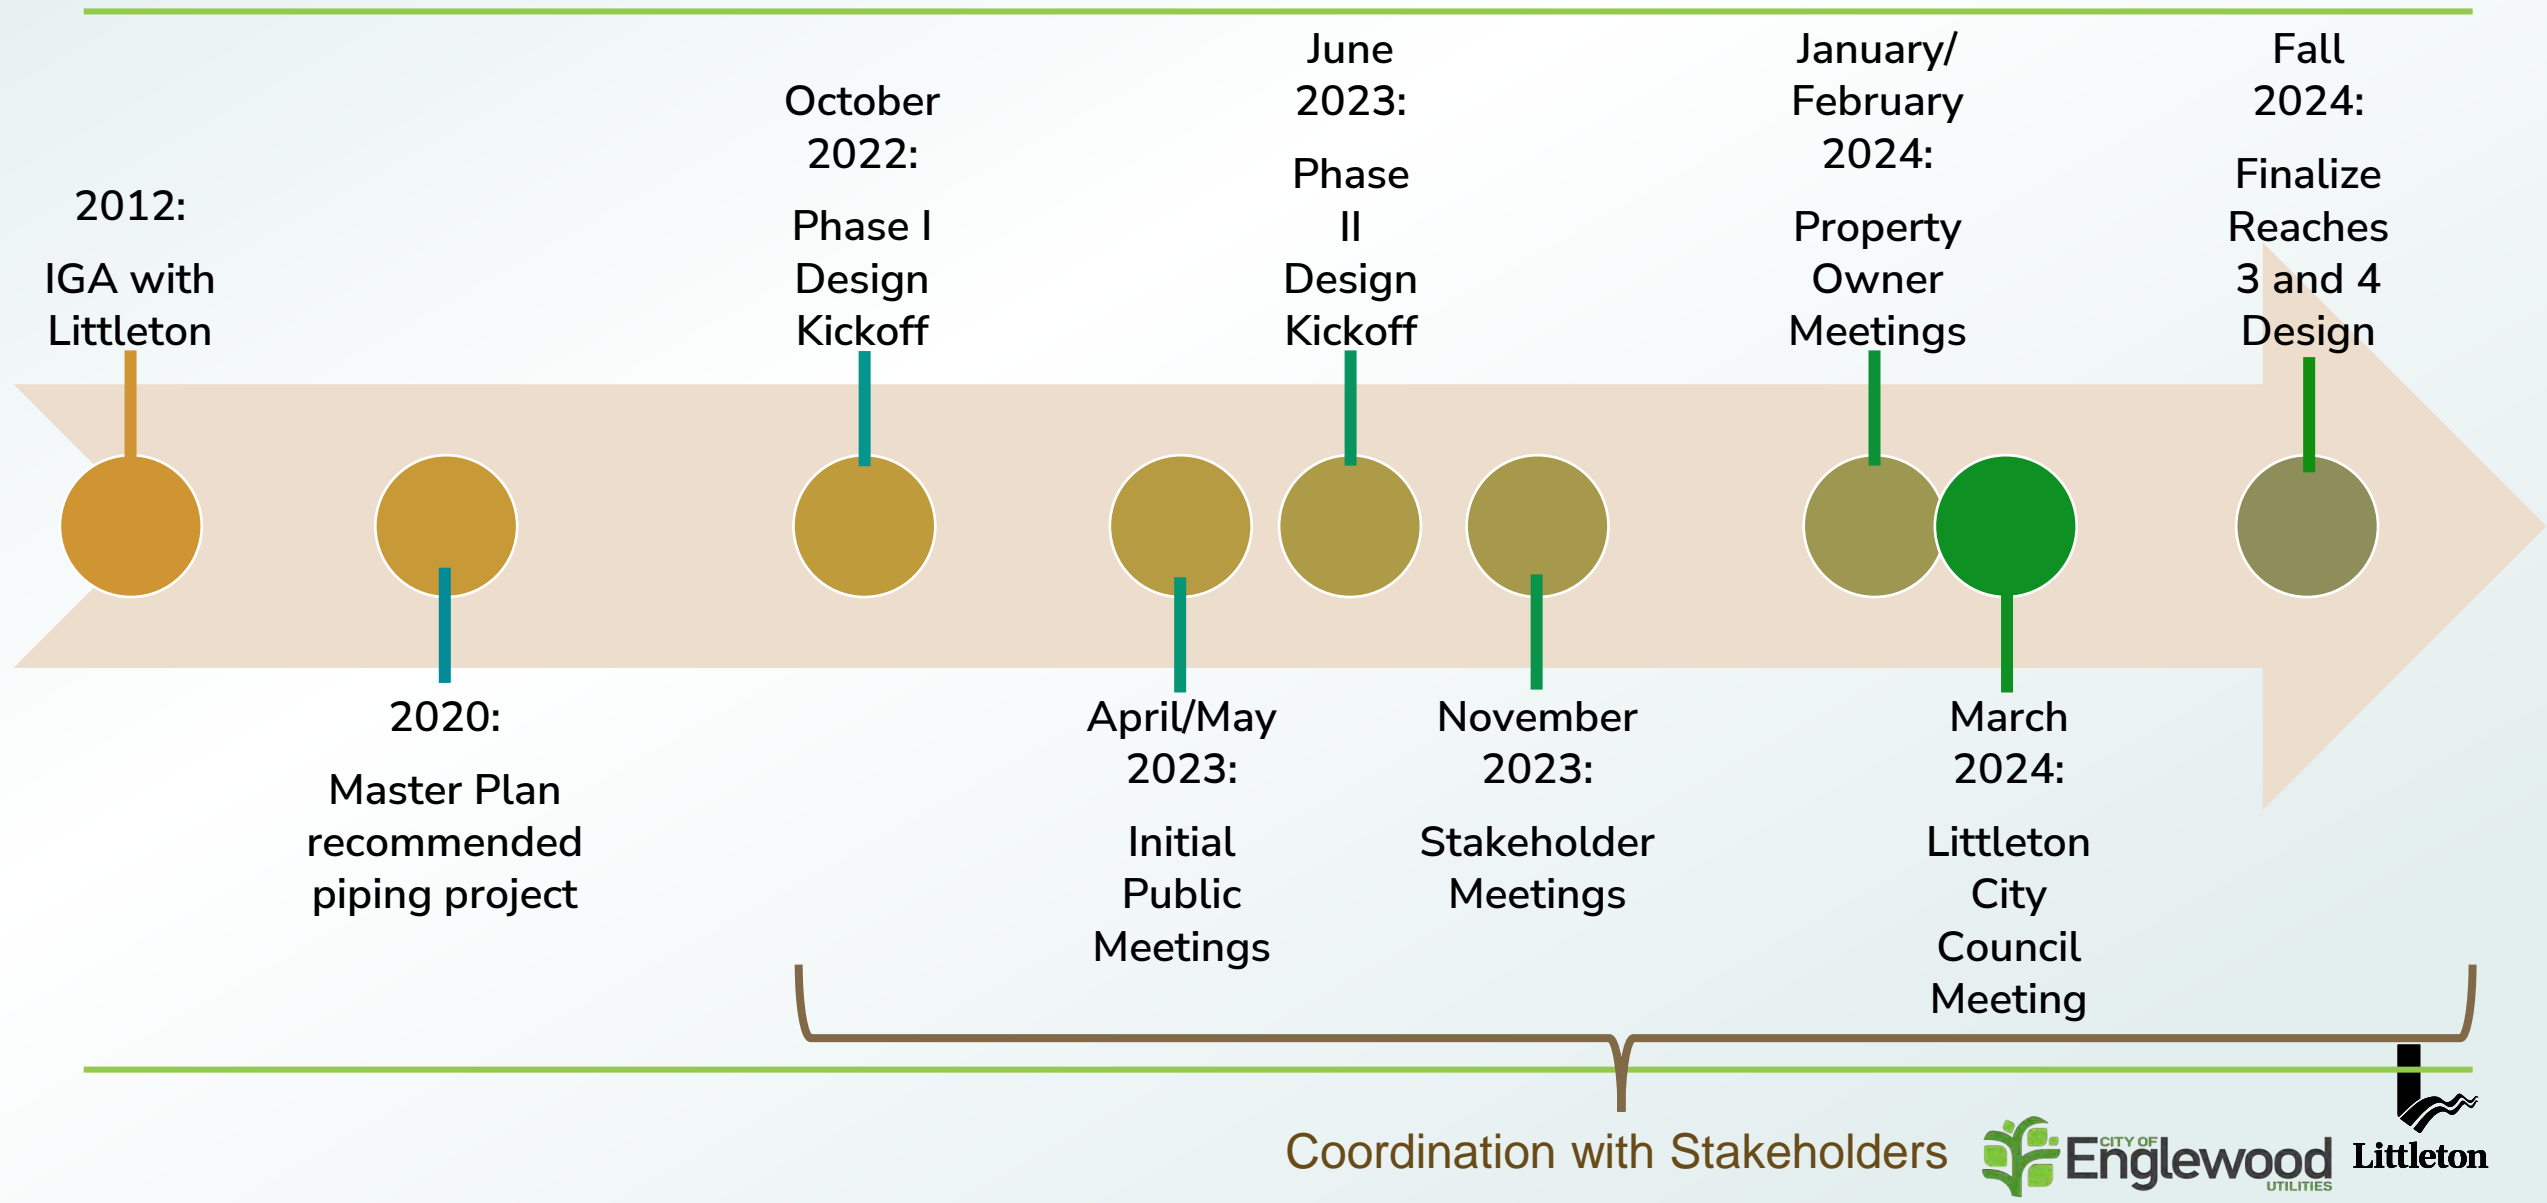 2012:
IGA with
Littleton
2020:
Master Plan
recommended
piping project
October
2022:
Phase I
Design
Kickoff
April/May
2023:
Initial
Public
Meetings
June
2023:
Phase
II
Design
Kickoff
November
2023:
Stakeholder
Meetings
January/
February
2024:
Property
Owner
Meetings
March
2024:
Littleton
City
Council
Meeting
Fall
2024:
Finalize
Reaches
3 and 4
Design
Coordination with Stakeholders
CITY OF
Englewood
UTILITIES
Littleton